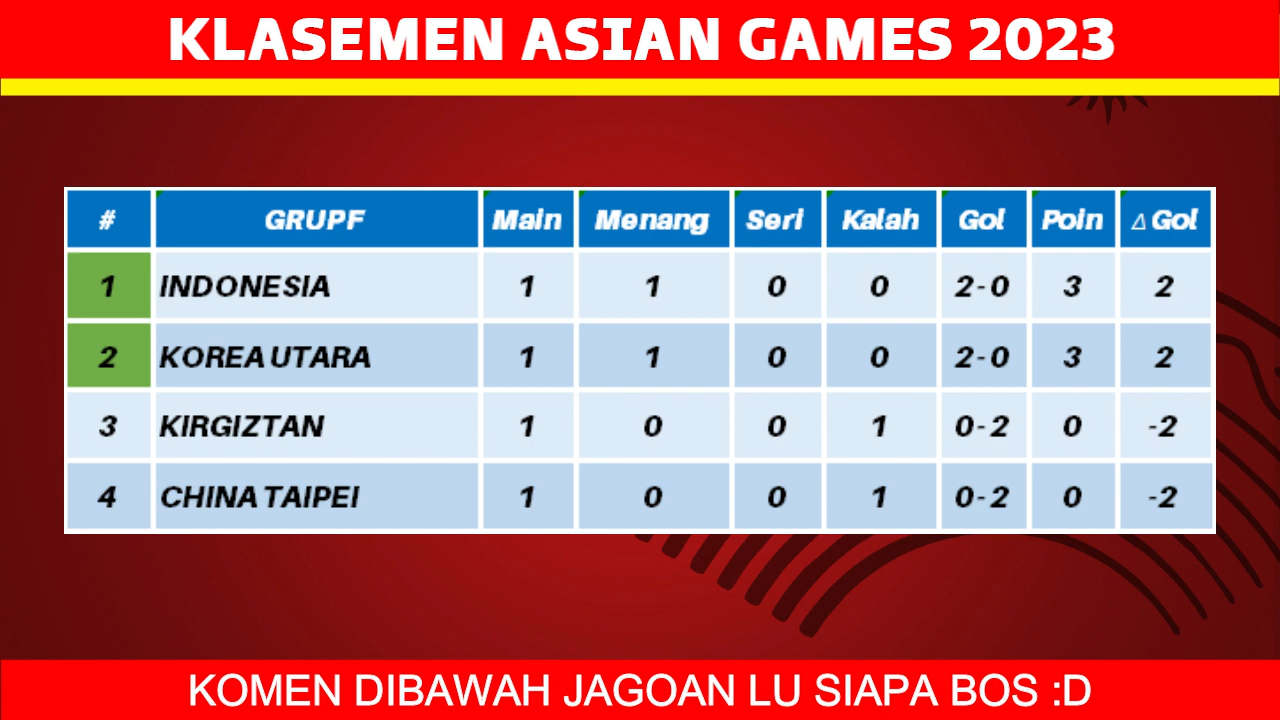 KLASEMEN ASIAN GAMES 2023
# GRUP F Main Menang Seri Kalah Gol Poin △ Gol
1 INDONESIA 1 1 0 0 2-0 3 2
2 KOREA UTARA 1 1 0 0 2-0 3 2
3 KIRGIZTAN 1 0 0 1 0-2 0 -2
4 CHINA TAIPEI 1 0 0 1 0-2 0 -2
KOMEN DIBAWAH JAGOAN LU SIAPA BOS :D